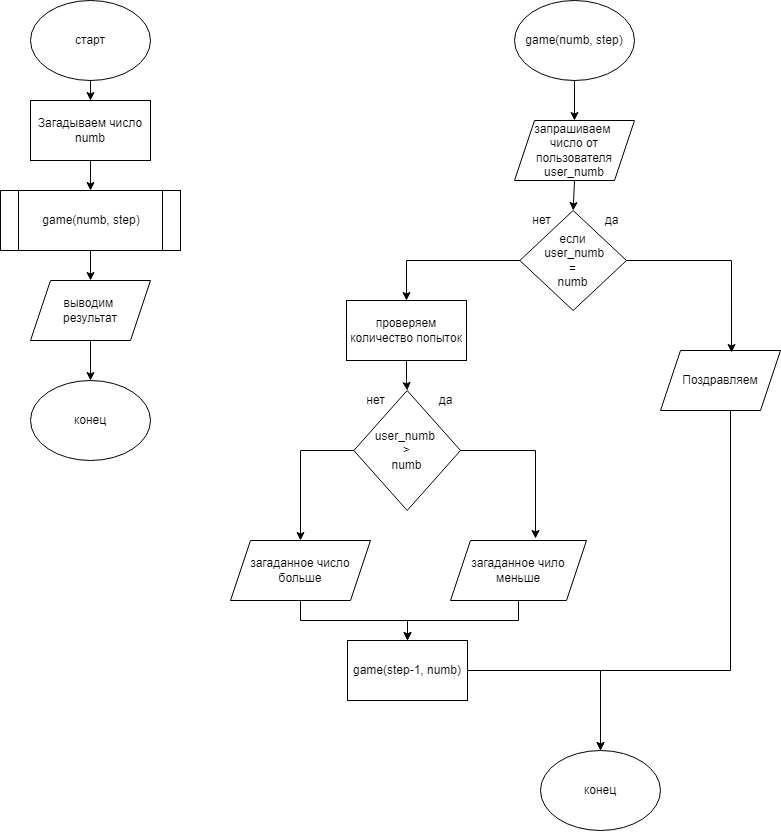 старт
Загадываем число
numb
game(numb, step)
выводим
результат
конец
game(numb, step)
запрашиваем
число от
пользователя
user_numb
нет
да
если
user_numb
=
numb
проверяем
количество попыток
Поздравляем
нет
да
user_numb
>
numb
загаданное число
больше
загаданное чило
меньше
game(step-1, numb)
конец